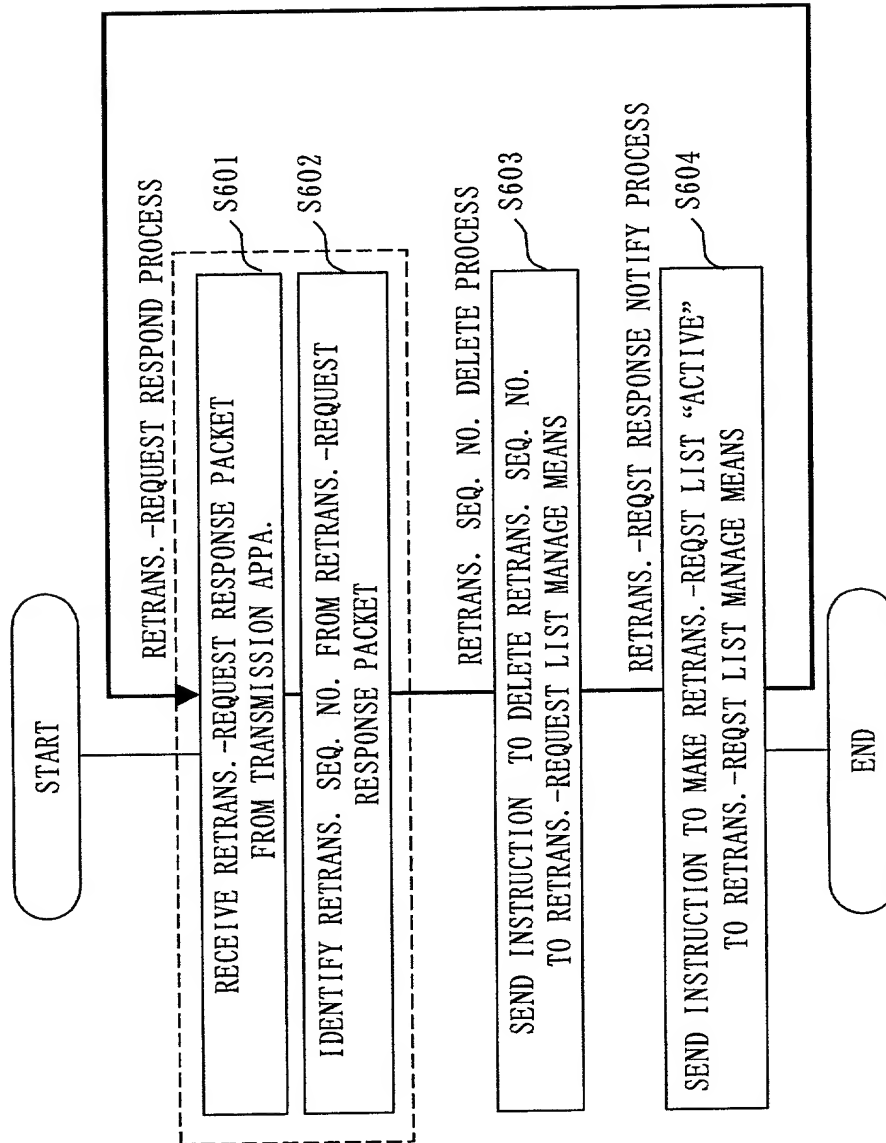 START
RETRANS.-REQUEST RESPOND PROCESS
RECEIVE RETRANS.-REQUEST RESPONSE PACKET
FROM TRANSMISSION APPA.
S601
IDENTIFY RETRANS. SEQ. NO. FROM RETRANS.-REQUEST
RESPONSE PACKET
S602
RETRANS. SEQ. NO. DELETE PROCESS
SEND INSTRUCTION TO DELETE RETRANS. SEQ. NO.
TO RETRANS.-REQUEST LIST MANAGE MEANS
S603
RETRANS.-REQST RESPONSE NOTIFY PROCESS
SEND INSTRUCTION TO MAKE RETRANS.-REQST LIST “ACTIVE”
TO RETRANS.-REQST LIST MANAGE MEANS
S604
END